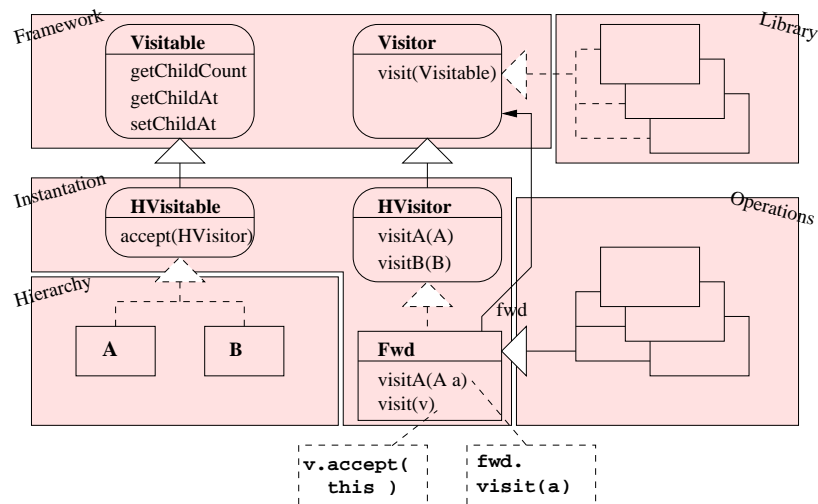 Framework
Visitable
getChildCount
getChildAt
setChildAt
Visitor
visit(Visitable)
Library
Instantation
HVisitable
accept(HVisitor)
HVisitor
visitA(A)
visitB(B)
Operations
Hierarchy
A
B
fwd
Fwd
visitA(A a)
visit(v)
v.accept(
this )
fwd.
visit(a)